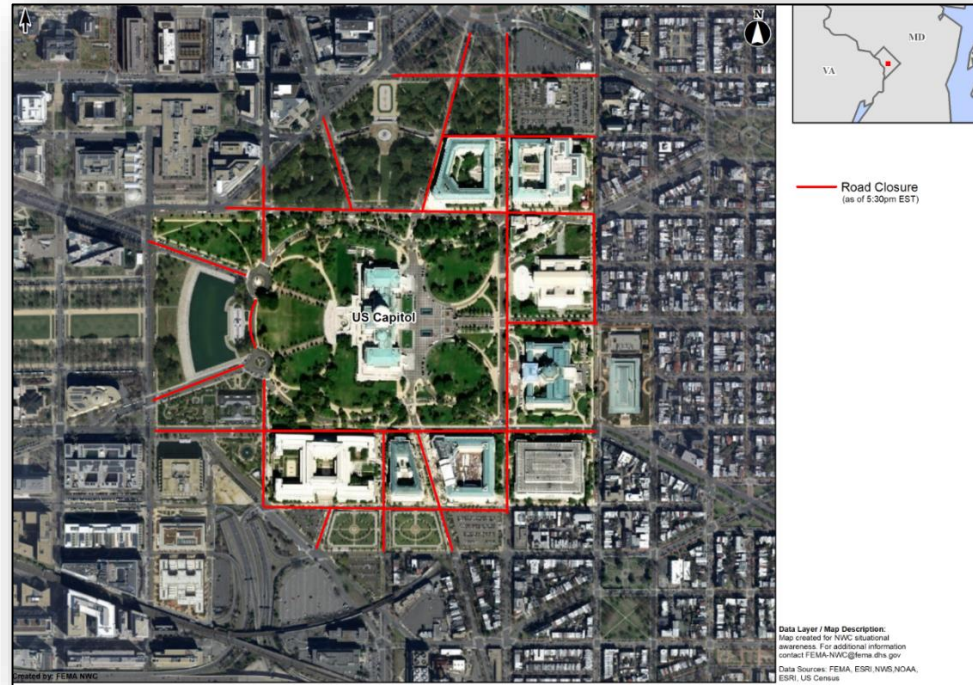 N
MD
VA
Road Closure
(as of 5:30pm EST)
US Capitol
Data Layer / Map Description:
Map created for NWC situational
awareness. For additional information
contact FEMA-NWC@fema.dhs.gov
Data Sources: FEMA, ESRI,NWS,NOAA,
ESRI, US Census
Created by: FEMA NWC